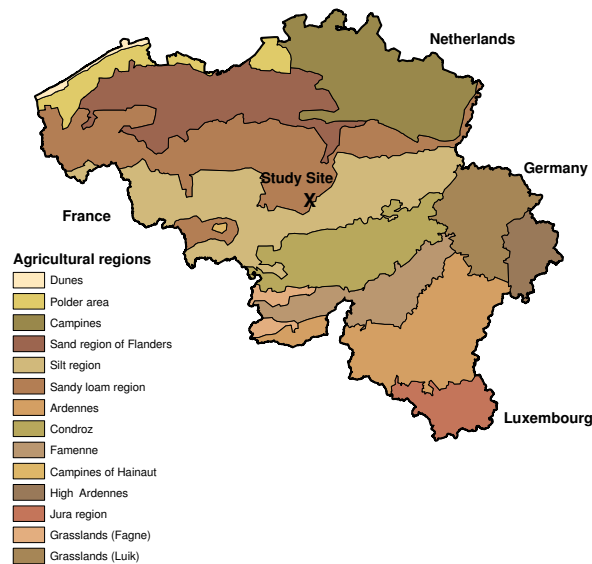 Netherlands
Germany
Study Site
X
France
Agricultural regions
Dunes
Polder area
Campines
Sand region of Flanders
Silt region
Sandy loam region
Ardennes
Condroz
Famenne
Campines of Hainaut
High Ardennes
Jura region
Grasslands (Fagne)
Grasslands (Luik)
Luxembourg